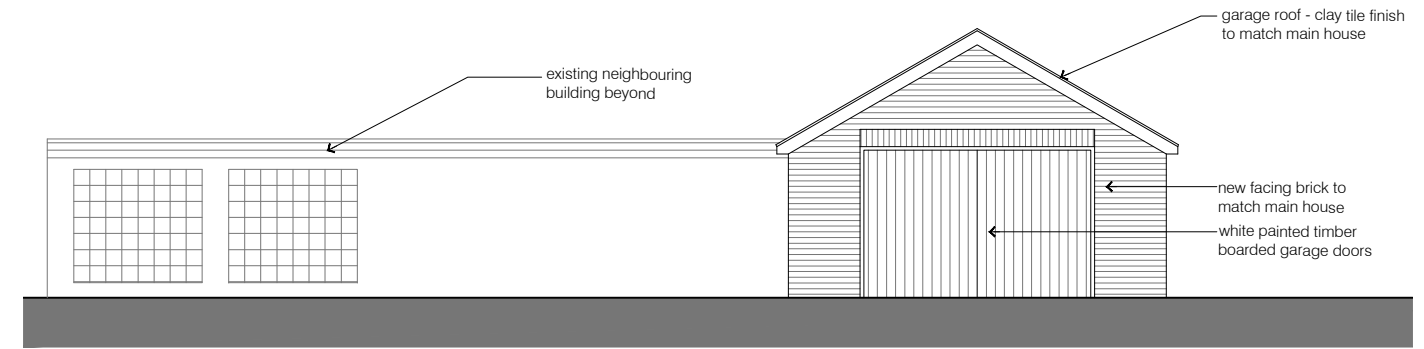 garage roof - clay tile finish
to match main house
existing neighbouring
building beyond
new facing brick to
match main house
white painted timber
boarded garage doors